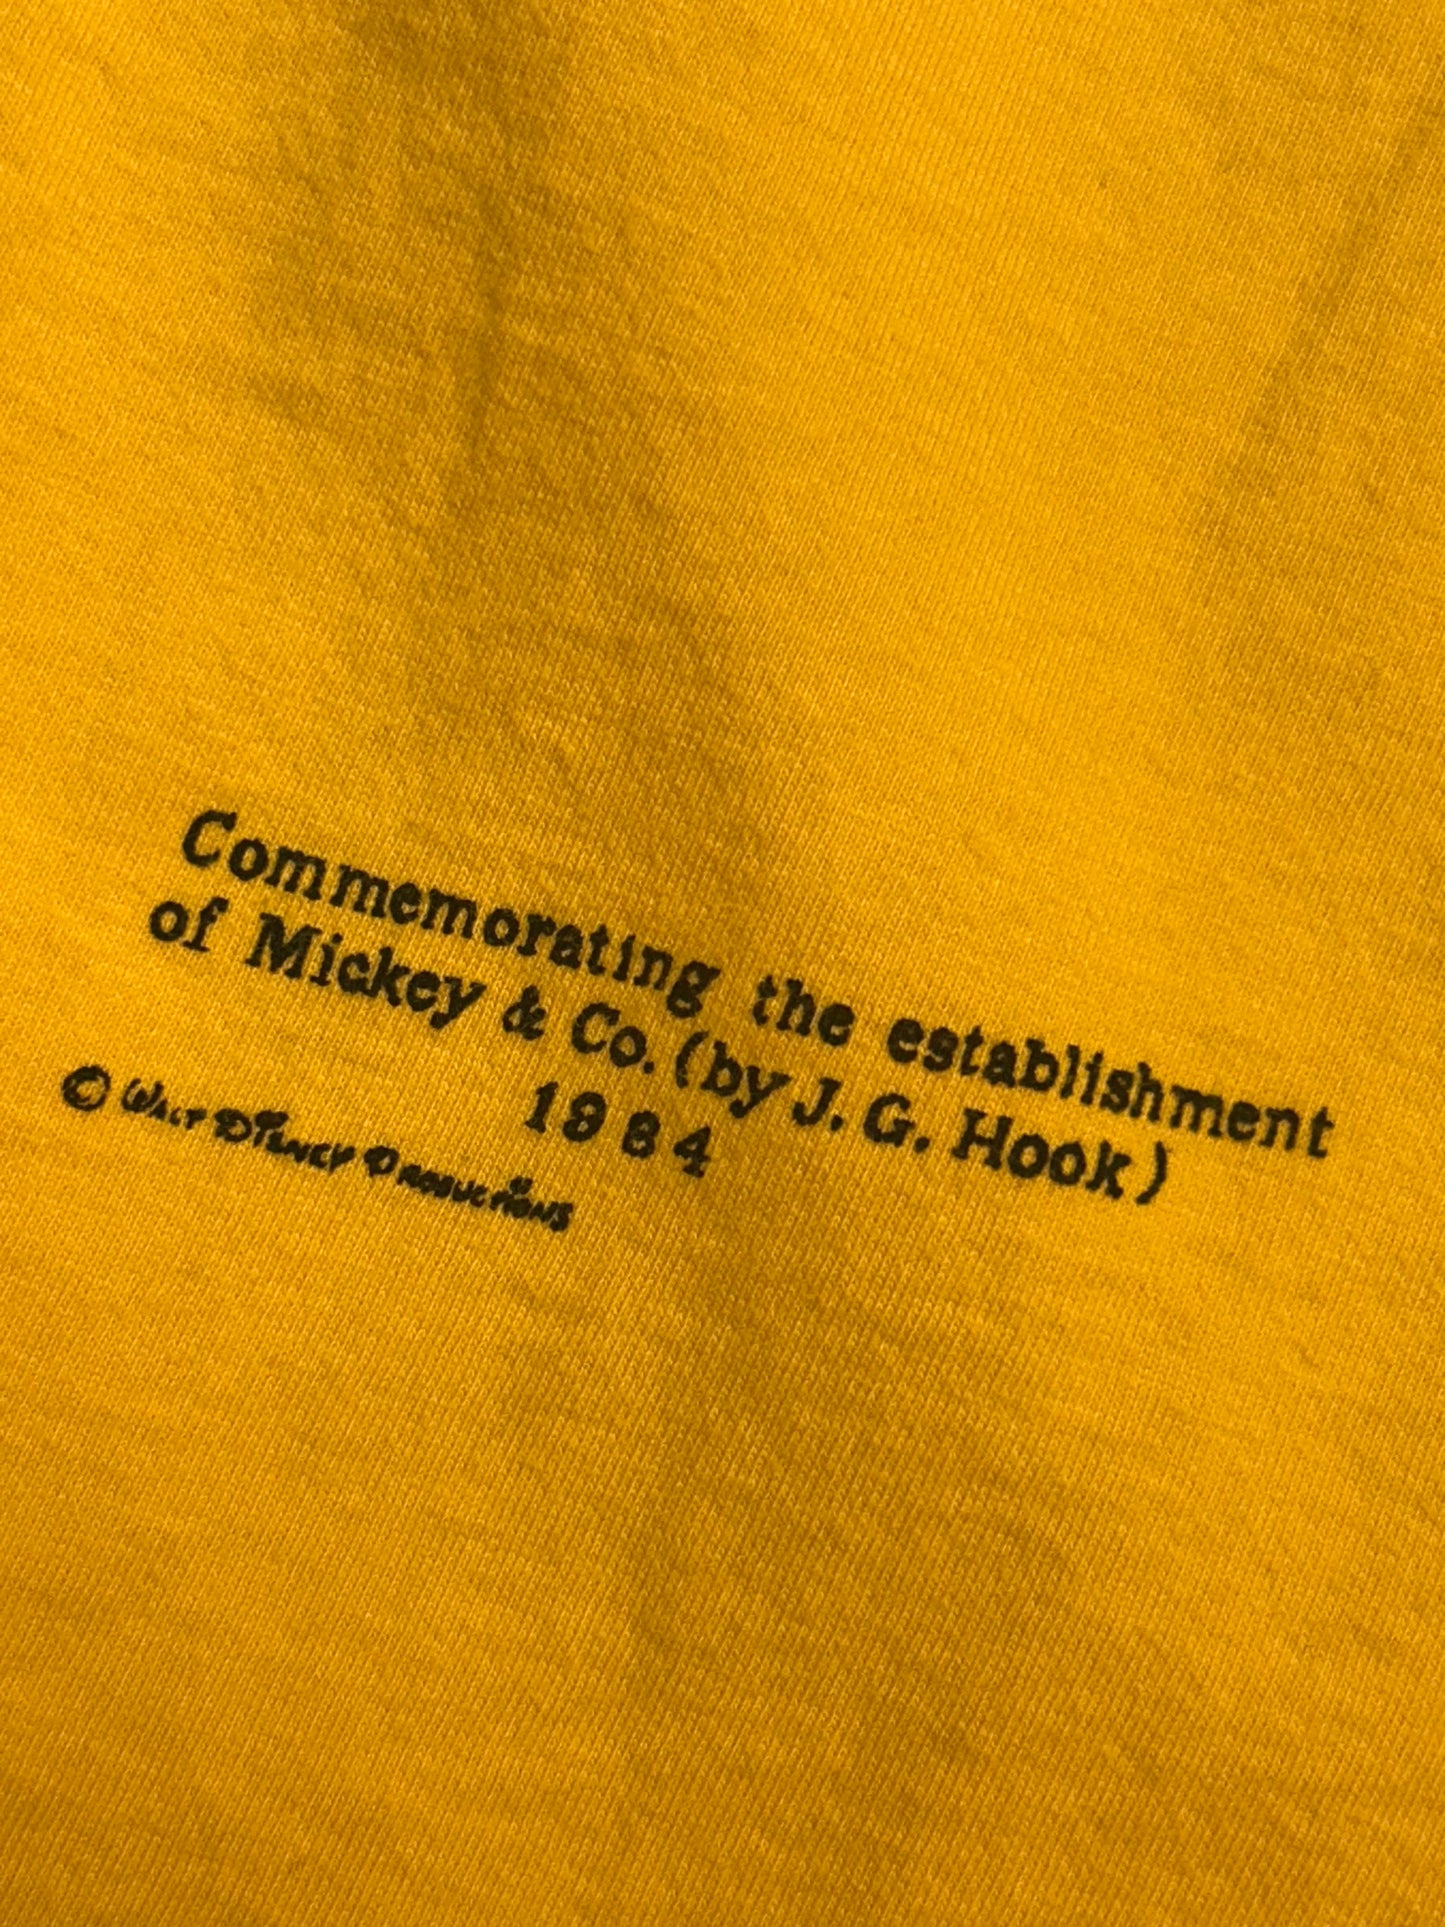 Commemorating the establishment
of Mickey & Co. (by J. G. Hook)
1984
© WALT DISNEY PRODUCTIONS